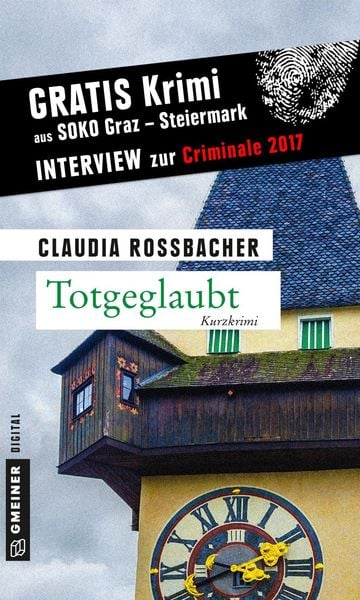 GRATIS Krimi
aus SOKO Graz – Steiermark
INTERVIEW zur Criminale 2017
CLAUDIA ROSSBACHER
Totgeglaubt
Kurzkrimi
GMEINER DIGITAL